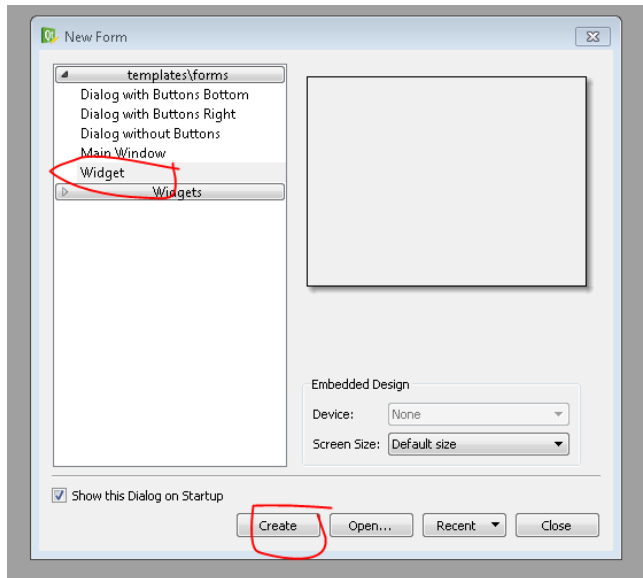 New Form
templates\forms
Dialog with Buttons Bottom
Dialog with Buttons Right
Dialog without Buttons
Main Window
Widget
Widgets
Embedded Design
Device: None
Screen Size: Default size
Show this Dialog on Startup
Create Open... Recent Close